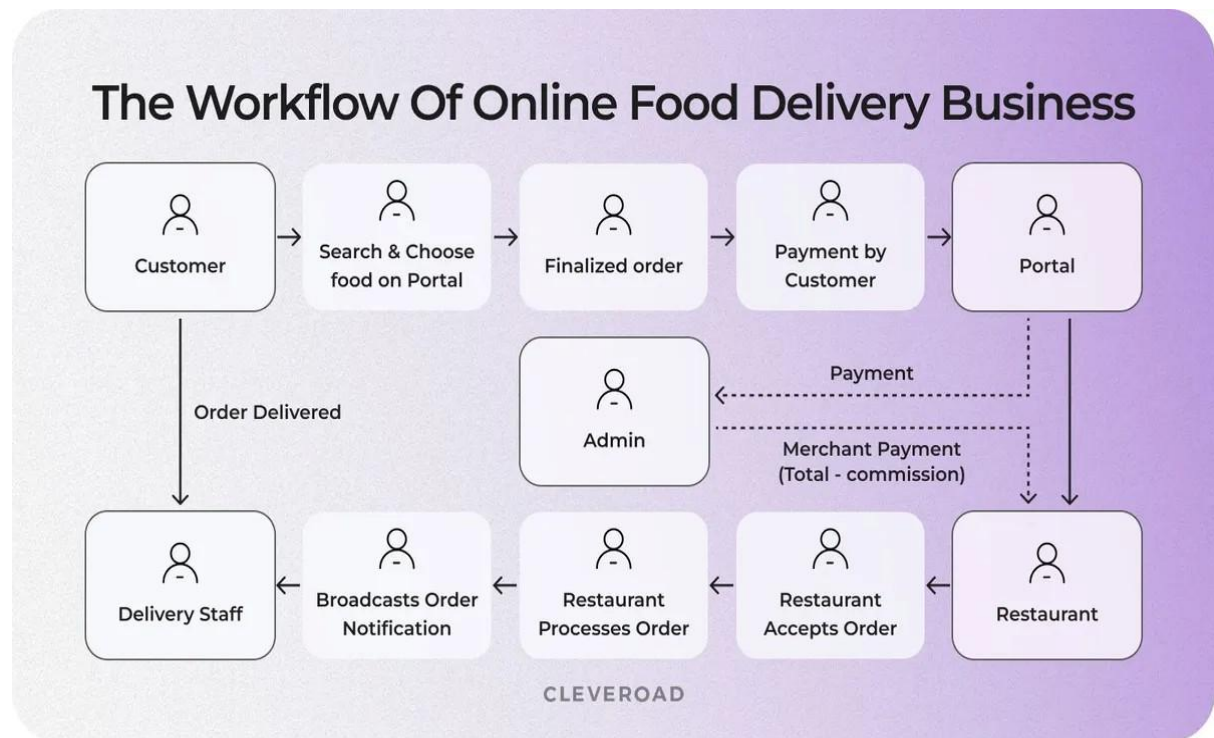 The Workflow Of Online Food Delivery Business
Customer
Search & Choose
food on Portal
Finalized order
Payment by
Customer
Portal
Order Delivered
Admin
Payment
Merchant Payment
(Total - commission)
Delivery Staff
Broadcasts Order
Notification
Restaurant
Processes Order
Restaurant
Accepts Order
Restaurant
CLEVEROAD